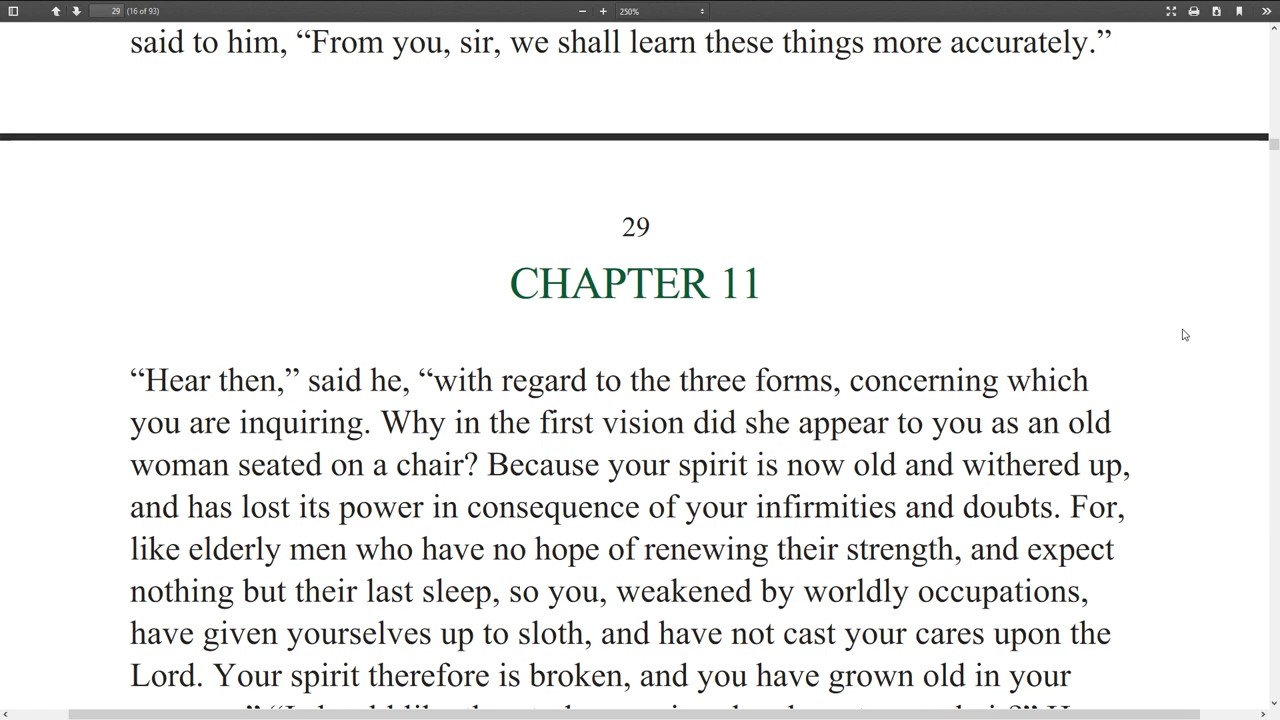 29 (16 of 93) 250%
said to him, “From you, sir, we shall learn these things more accurately.”
29
CHAPTER 11
“Hear then,” said he, “with regard to the three forms, concerning which
you are inquiring. Why in the first vision did she appear to you as an old
woman seated on a chair? Because your spirit is now old and withered up,
and has lost its power in consequence of your infirmities and doubts. For,
like elderly men who have no hope of renewing their strength, and expect
nothing but their last sleep, so you, weakened by worldly occupations,
have given yourselves up to sloth, and have not cast your cares upon the
Lord. Your spirit therefore is broken, and you have grown old in your